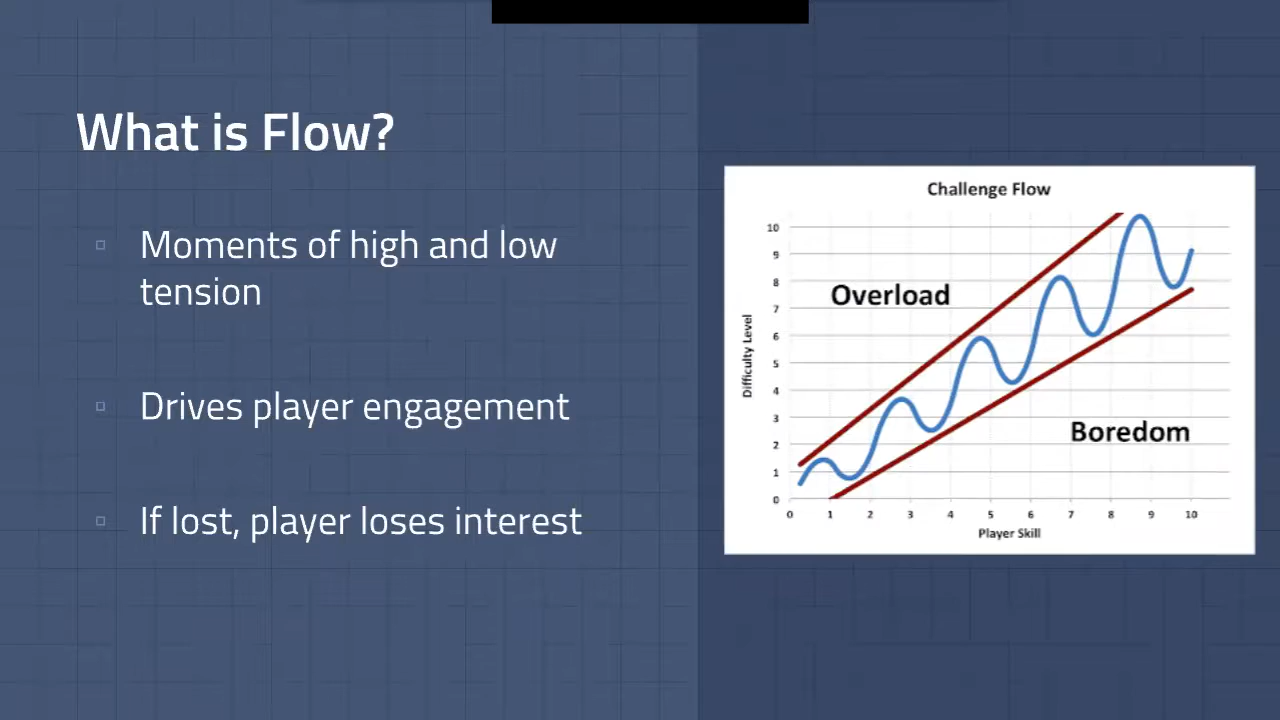 What is Flow?
Moments of high and low
tension
Drives player engagement
If lost, player loses interest
Challenge Flow
Difficulty Level
10
9
8
7
6
5
4
3
2
1
0
Overload
Boredom
0 1 2 3 4 5 6 7 8 9 10
Player Skill